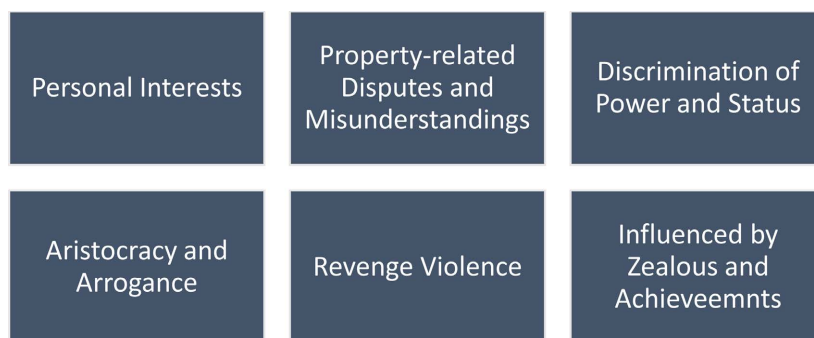 Personal Interests
Property-related
Disputes and
Misunderstandings
Discrimination of
Power and Status
Aristocracy and
Arrogance
Revenge Violence
Influenced by
Zealous and
Achieveemnts